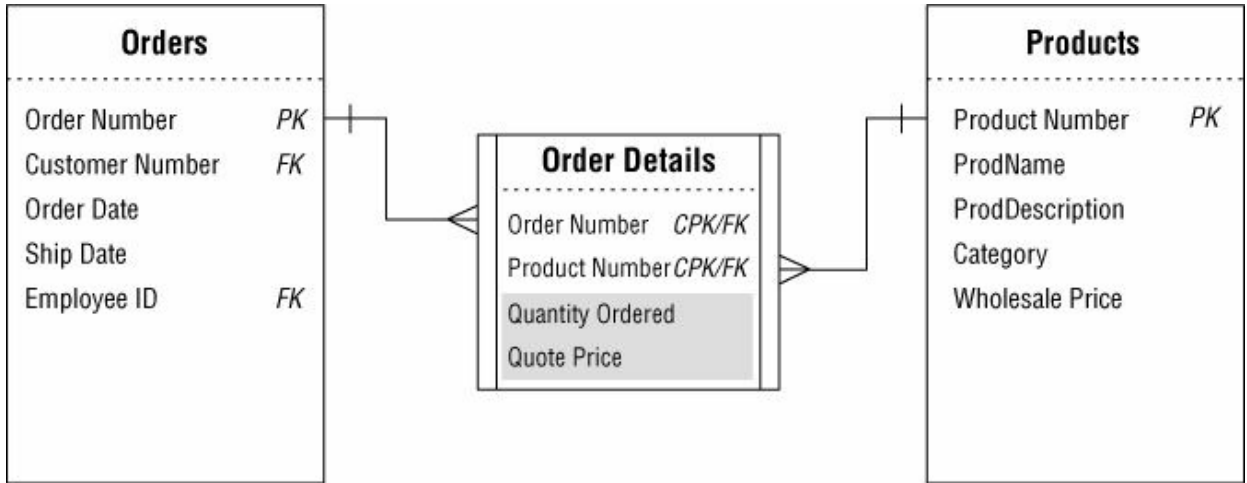 Orders
Order Number PK
Customer Number FK
Order Date
Ship Date
Employee ID FK
Order Details
Order Number CPK/FK
Product Number CPK/FK
Quantity Ordered
Quote Price
Products
Product Number PK
ProdName
ProdDescription
Category
Wholesale Price